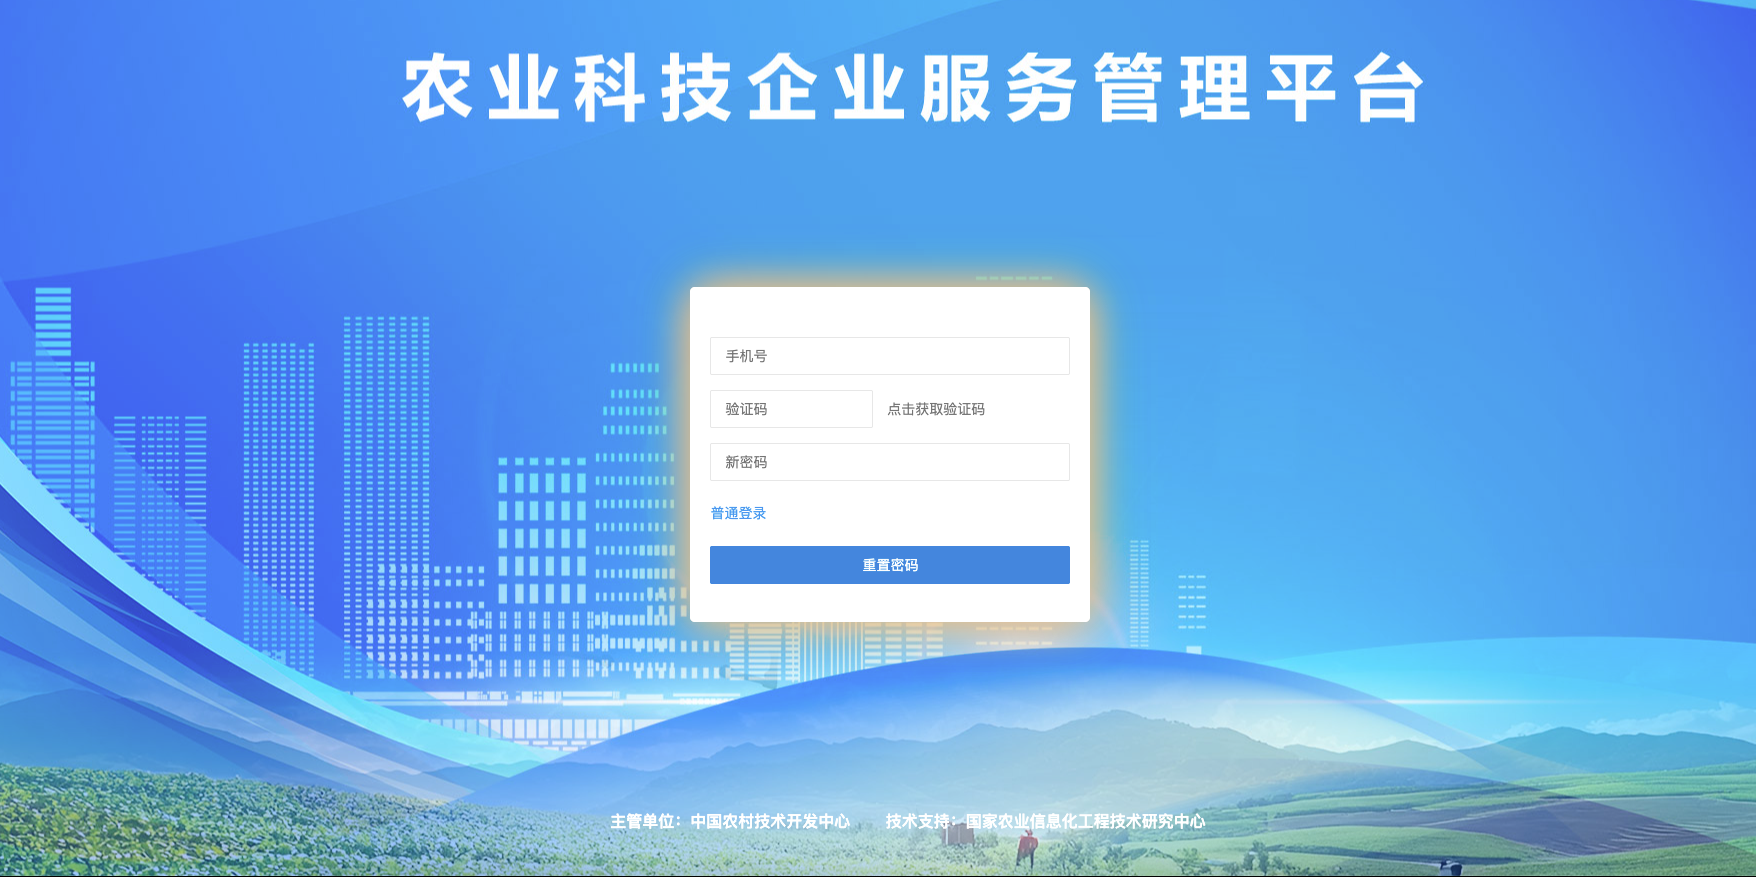 农业科技企业服务管理平台
手机号
验证码 点击获取验证码
新密码
普通登录
重置密码
主管单位：中国农村技术开发中心 技术支持：国家农业信息化工程技术研究中心